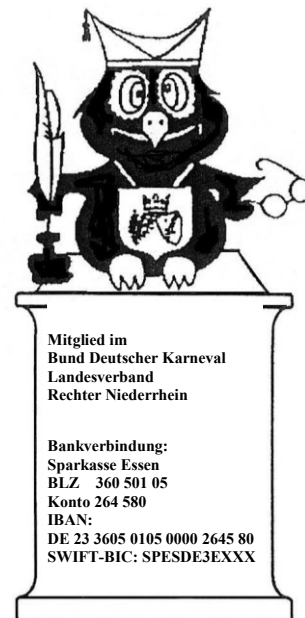 Mitglied im
Bund Deutscher Karneval
Landesverband
Rechter Niederrhein
Bankverbindung:
Sparkasse Essen
BLZ 360 501 05
Konto 264 580
IBAN:
DE 23 3605 0105 0000 2645 80
SWIFT-BIC: SPESDE3EXXX